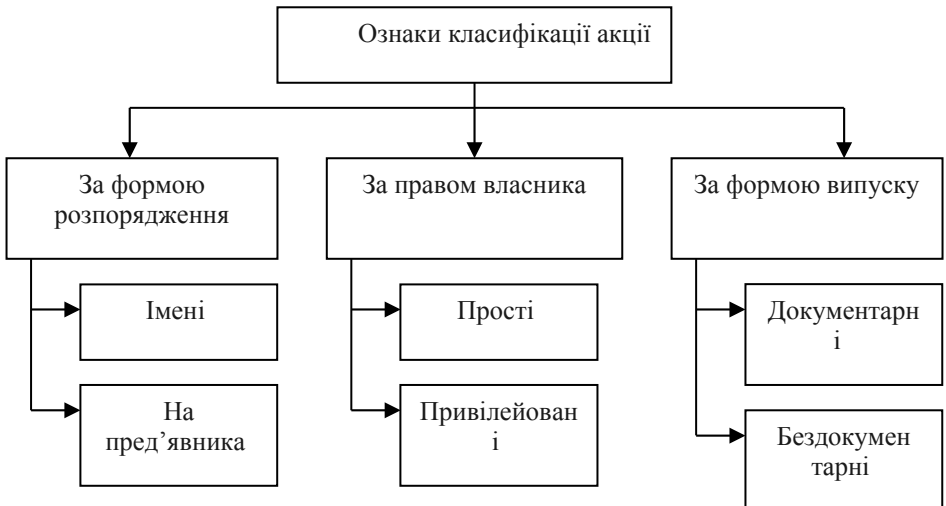 Ознаки класифікації акції
За формою
розпорядження
За правом власника
За формою випуску
Імені
Прості
Документарн
і
На
пред’явника
Привілейован
і
Бездокумен
тарні